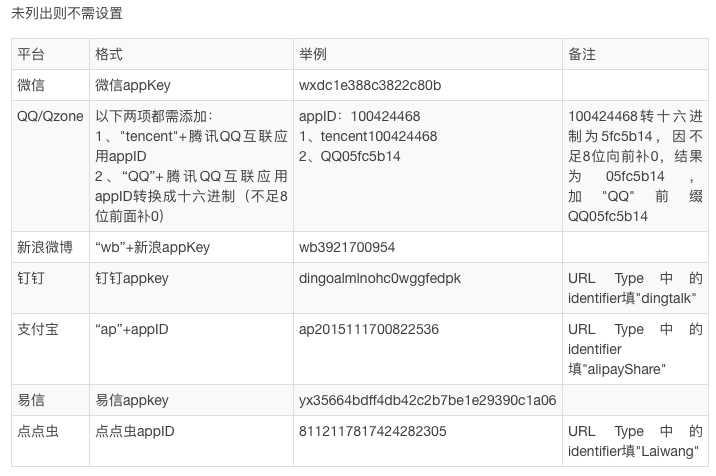 未列出则不需设置
平台 格式 举例 备注
微信 微信appKey wxdc1e388c3822c80b
QQ/Qzone 以下两项都需添加： appID：100424468 100424468转十六进
1、"tencent"+腾讯QQ互联应 1、tencent100424468 制为5fc5b14，因不
用appID 2、QQ05fc5b14 足8位向前补0，结果
2、“QQ”+腾讯QQ互联应用 为 05fc5b14 ，
appID转换成十六进制（不足8 加 "QQ" 前 缀
位前面补0） QQ05fc5b14
新浪微博 “wb”+新浪appKey wb3921700954
钉钉 钉钉appkey dingoalmlnohc0wggfedpk URL Type 中的
identifier填"dingtalk"
支付宝 “ap”+appID ap2015111700822536 URL Type 中的
identifier
填"alipayShare"
易信 易信appkey yx35664bdff4db42c2b7be1e29390c1a06
点点虫 点点虫appID 8112117817424282305 URL Type 中的
identifier填"Laiwang"